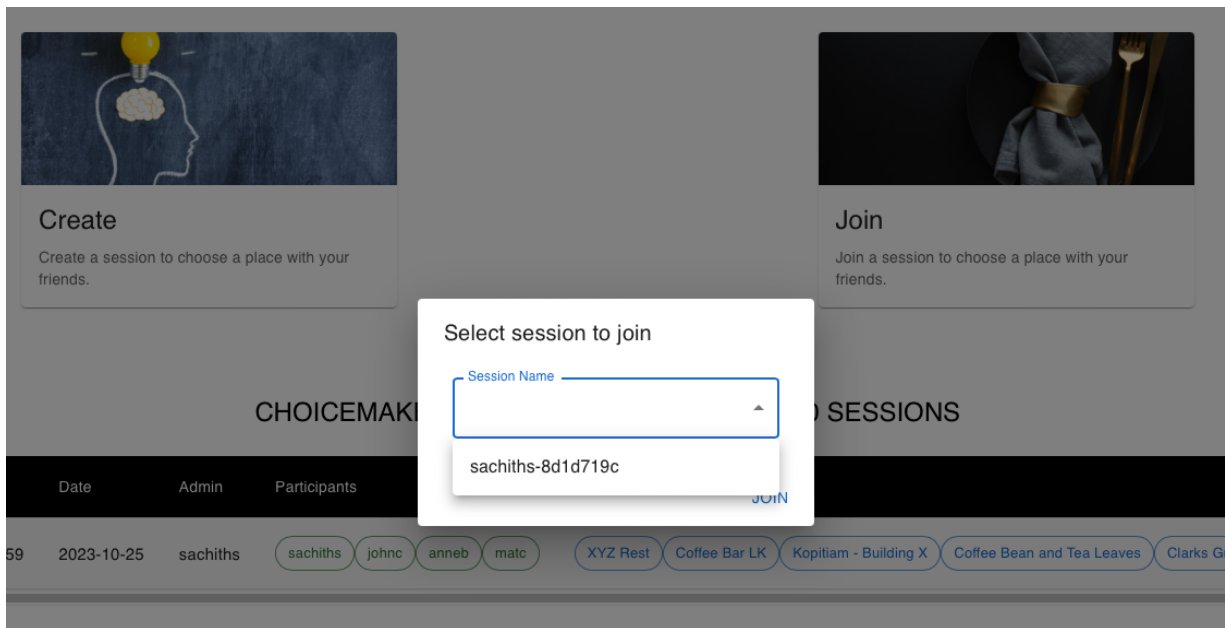 Create
Create a session to choose a place with your
friends.
Join
Join a session to choose a place with your
friends.
Select session to join
Session Name
SESSIONS
sachiths-8d1d719c
JOIN
Date Admin Participants
59 2023-10-25 sachiths sachiths johnc anneb matc XYZ Rest Coffee Bar LK Kopitiam - Building X Coffee Bean and Tea Leaves Clarks